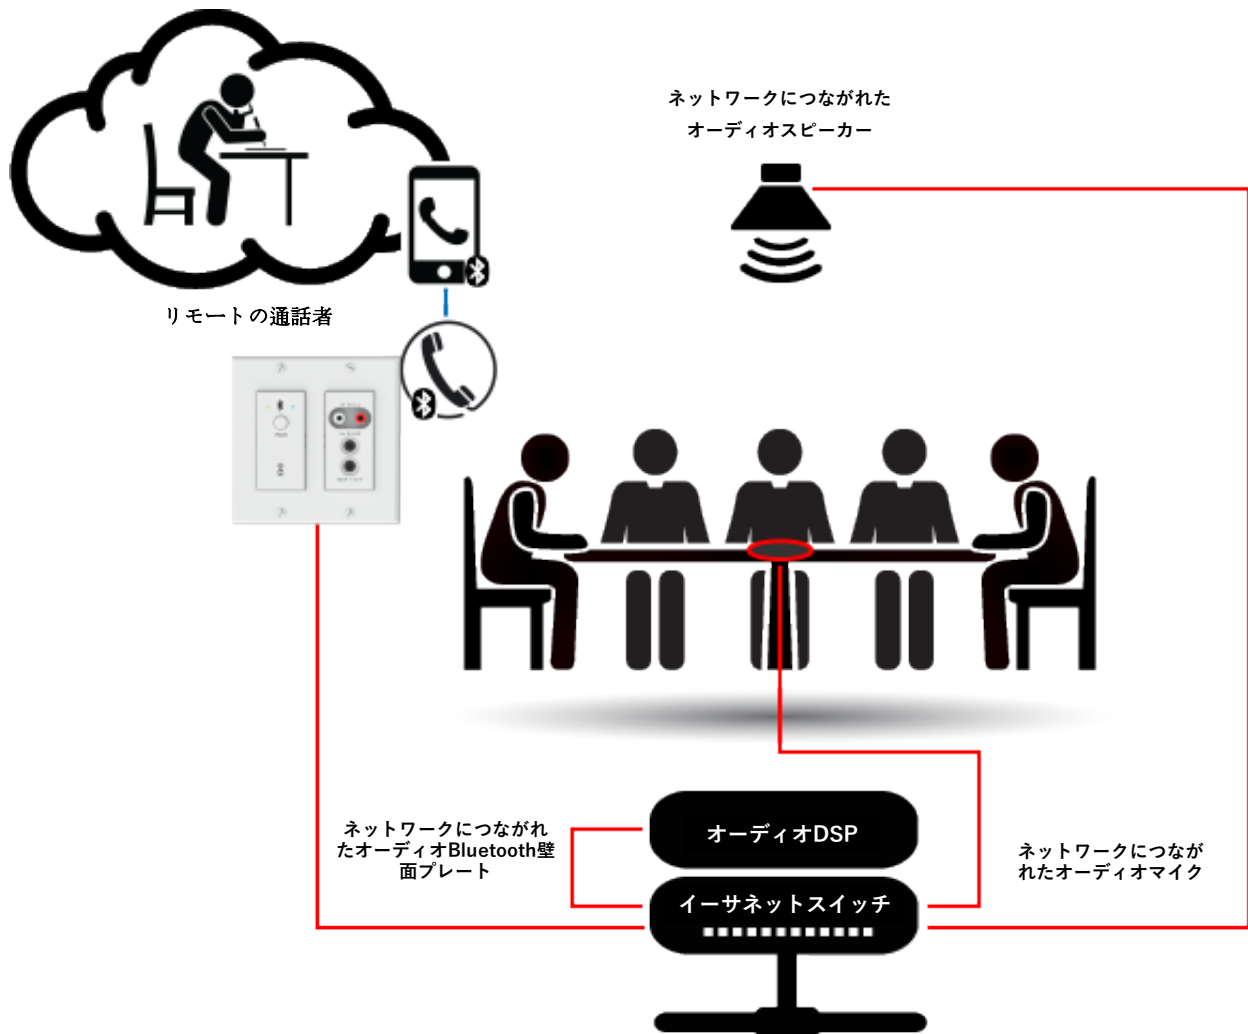 ネットワークにつながれた
オーディオスピーカー
リモートの通話者
オーディオDSP
ネットワークにつながれ
たオーディオBluetooth壁
面プレート
イーサネットスイッチ
ネットワークにつなが
れたオーディオマイク